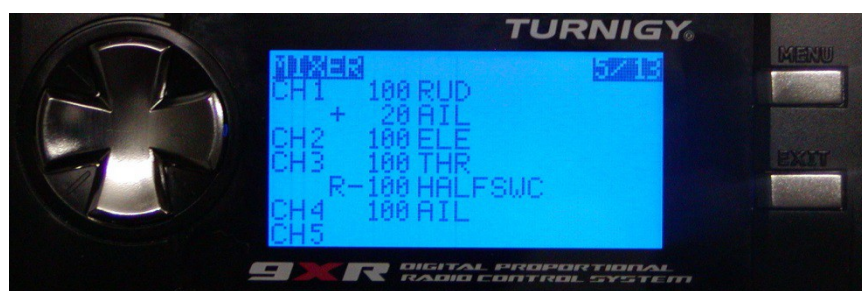 TURNIGY®
MENU
MIXER 5/13
CH1 100 RUD
+ 20 AIL
CH2 100 ELE
EXIT
CH3 100 THR
R-100 HALFSWC
CH4 100 AIL
CH5
9XR DIGITAL PROPORTIONAL
RADIO CONTROL SYSTEM